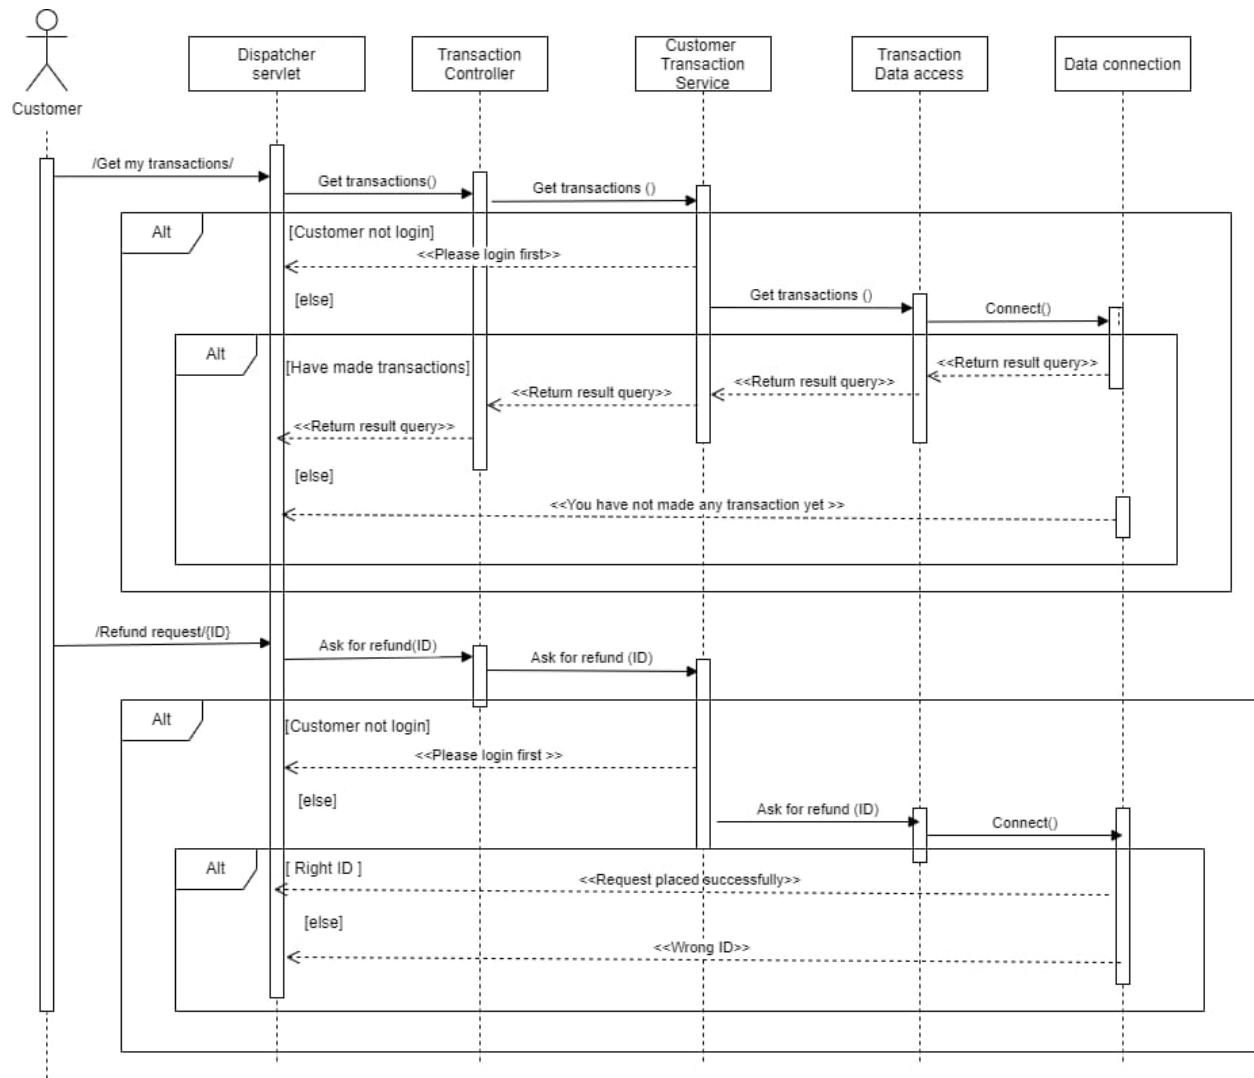 Customer
Dispatcher
servlet
Transaction
Controller
Customer
Transaction
Service
Transaction
Data access
Data connection
/Get my transactions/
Get transactions()
Get transactions ()
Alt
[Customer not login]
<<Please login first>>
[else]
Get transactions ()
Connect()
Alt
[Have made transactions]
<<Return result query>>
<<Return result query>>
<<Return result query>>
<<Return result query>>
[else]
<<You have not made any transaction yet >>
/Refund request/{ID}
Ask for refund(ID)
Ask for refund (ID)
Alt
[Customer not login]
<<Please login first >>
[else]
Ask for refund (ID)
Connect()
Alt
[ Right ID ]
<<Request placed successfully>>
[else]
<<Wrong ID>>